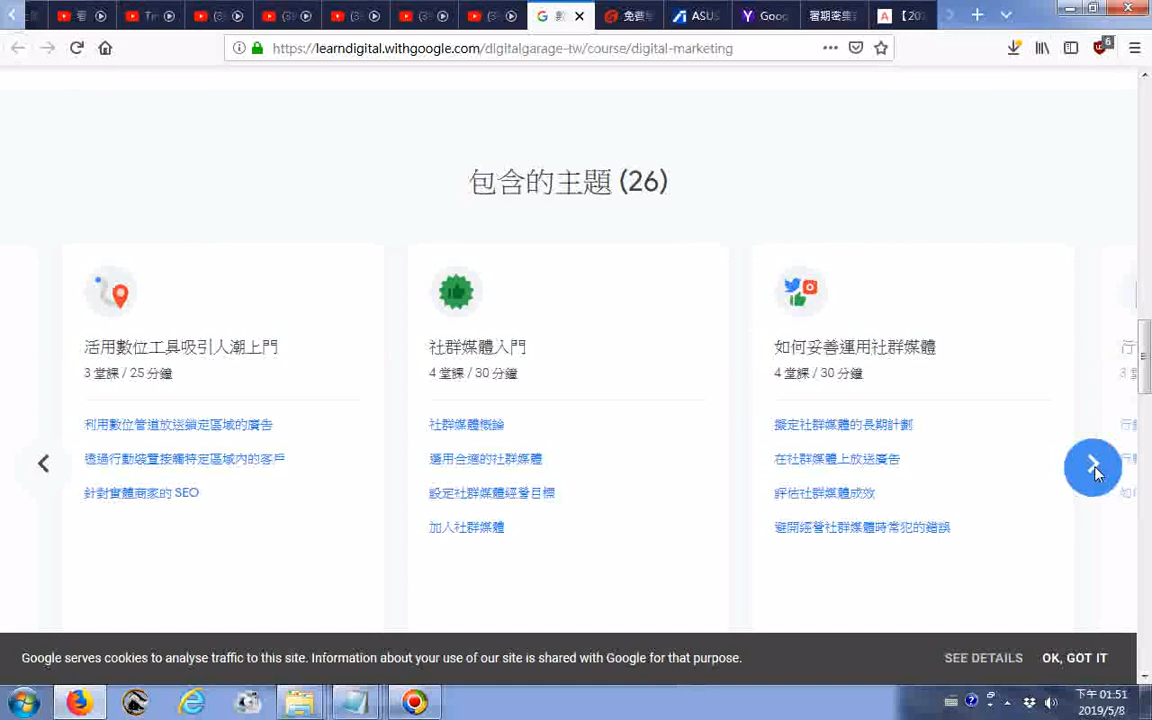 Goo
ASUS
https://learndigital.withgoogle.com/digitalgarage-tw/course/digital-marketing
6
包含的主題 (26)
活用數位工具吸引人潮上門
3 堂課 / 25 分鐘
利用數位管道放送鎖定區域的廣告
透過行動裝置接觸特定區域內的客戶
針對實體商家的 SEO
社群媒體入門
4 堂課 / 30 分鐘
社群媒體概論
選用合適的社群媒體
設定社群媒體經營目標
加入社群媒體
如何妥善運用社群媒體
4 堂課 / 30 分鐘
擬定社群媒體的長期計劃
在社群媒體上放送廣告
評估社群媒體成效
避開經營社群媒體時常犯的錯誤
Google serves cookies to analyse traffic to this site. Information about your use of our site is shared with Google for that purpose.
SEE DETAILS
OK, GOT IT
下午 01:51
2019/5/8